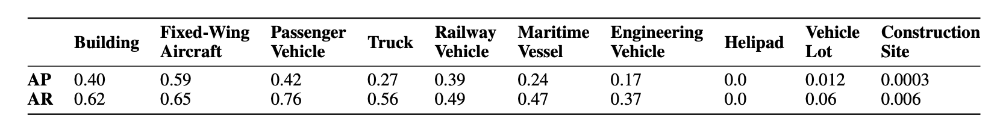 Building Fixed-Wing Aircraft Passenger Vehicle Truck Railway Vehicle Maritime Vessel Engineering Vehicle Helipad Vehicle Lot Construction Site
AP 0.40 0.59 0.42 0.27 0.39 0.24 0.17 0.0 0.012 0.0003
AR 0.62 0.65 0.76 0.56 0.49 0.47 0.37 0.0 0.06 0.006